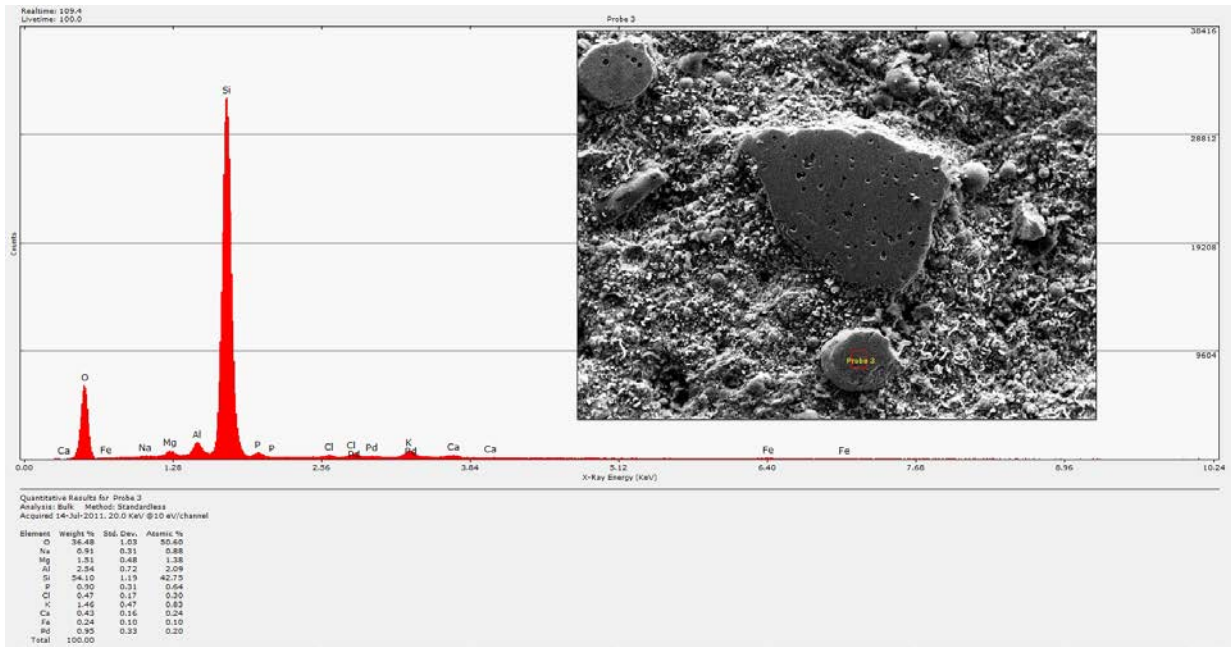 Realtime: 109.4
Livetime: 100.0
Probe 3
38416
Si
28812
Counts
19208
Probe 3
9604
O
Ca Fe Na Mg Al P P Cl Cl Pd Pd K Pd Ca Ca Fe Fe
0.00 1.28 2.56 3.84 5.12 6.40 7.68 8.96 10.24
X-Ray Energy (KeV)
Quantitative Results for Probe 3
Analysis: Bulk Method: Standardless
Acquired 14-Jul-2011, 20.0 KeV @10 eV/channel
Element Weight % Std. Dev. Atomic %
O 36.48 1.03 50.60
Na 0.91 0.31 0.88
Mg 1.51 0.48 1.38
Al 2.54 0.72 2.09
Si 54.10 1.19 42.75
P 0.90 0.31 0.64
Cl 0.47 0.17 0.30
K 1.46 0.47 0.83
Ca 0.43 0.16 0.24
Fe 0.24 0.10 0.10
Pd 0.95 0.33 0.20
Total 100.00